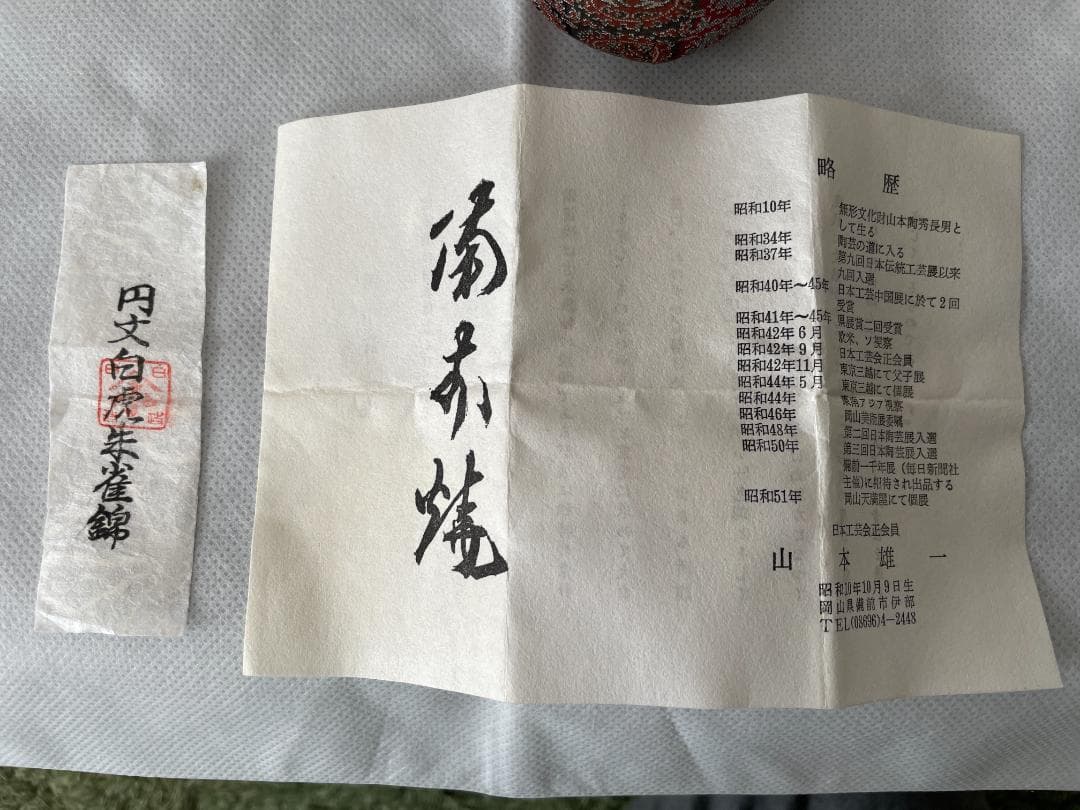 円文白虎朱雀錦
備前燒
略歴
昭和10年 無形文化財山本陶秀長男と
して生る
昭和34年 陶芸の道に入る
昭和37年 第九回日本伝統工芸展以来
九回入選
昭和40年〜45年 日本工芸中国展に於て2回
受賞
昭和41年〜45年 県展賞二回受賞
昭和42年6月 欧米、ソ視察
昭和42年9月 日本工芸会正会員
昭和42年11月 東京三越にて父子展
昭和44年5月 東京三越にて個展
昭和44年 東南アジア視察
昭和46年 岡山美術展委嘱
昭和48年 第二回日本陶芸展入選
昭和50年 第三回日本陶芸展入選
備前一千年展(毎日新聞社
主催)に招待され出品する
昭和51年 岡山天満屋にて個展
日本工芸会正会員
山本雄一
昭和10年10月9日生
岡山県備前市伊部
TEL(08696)4-2448